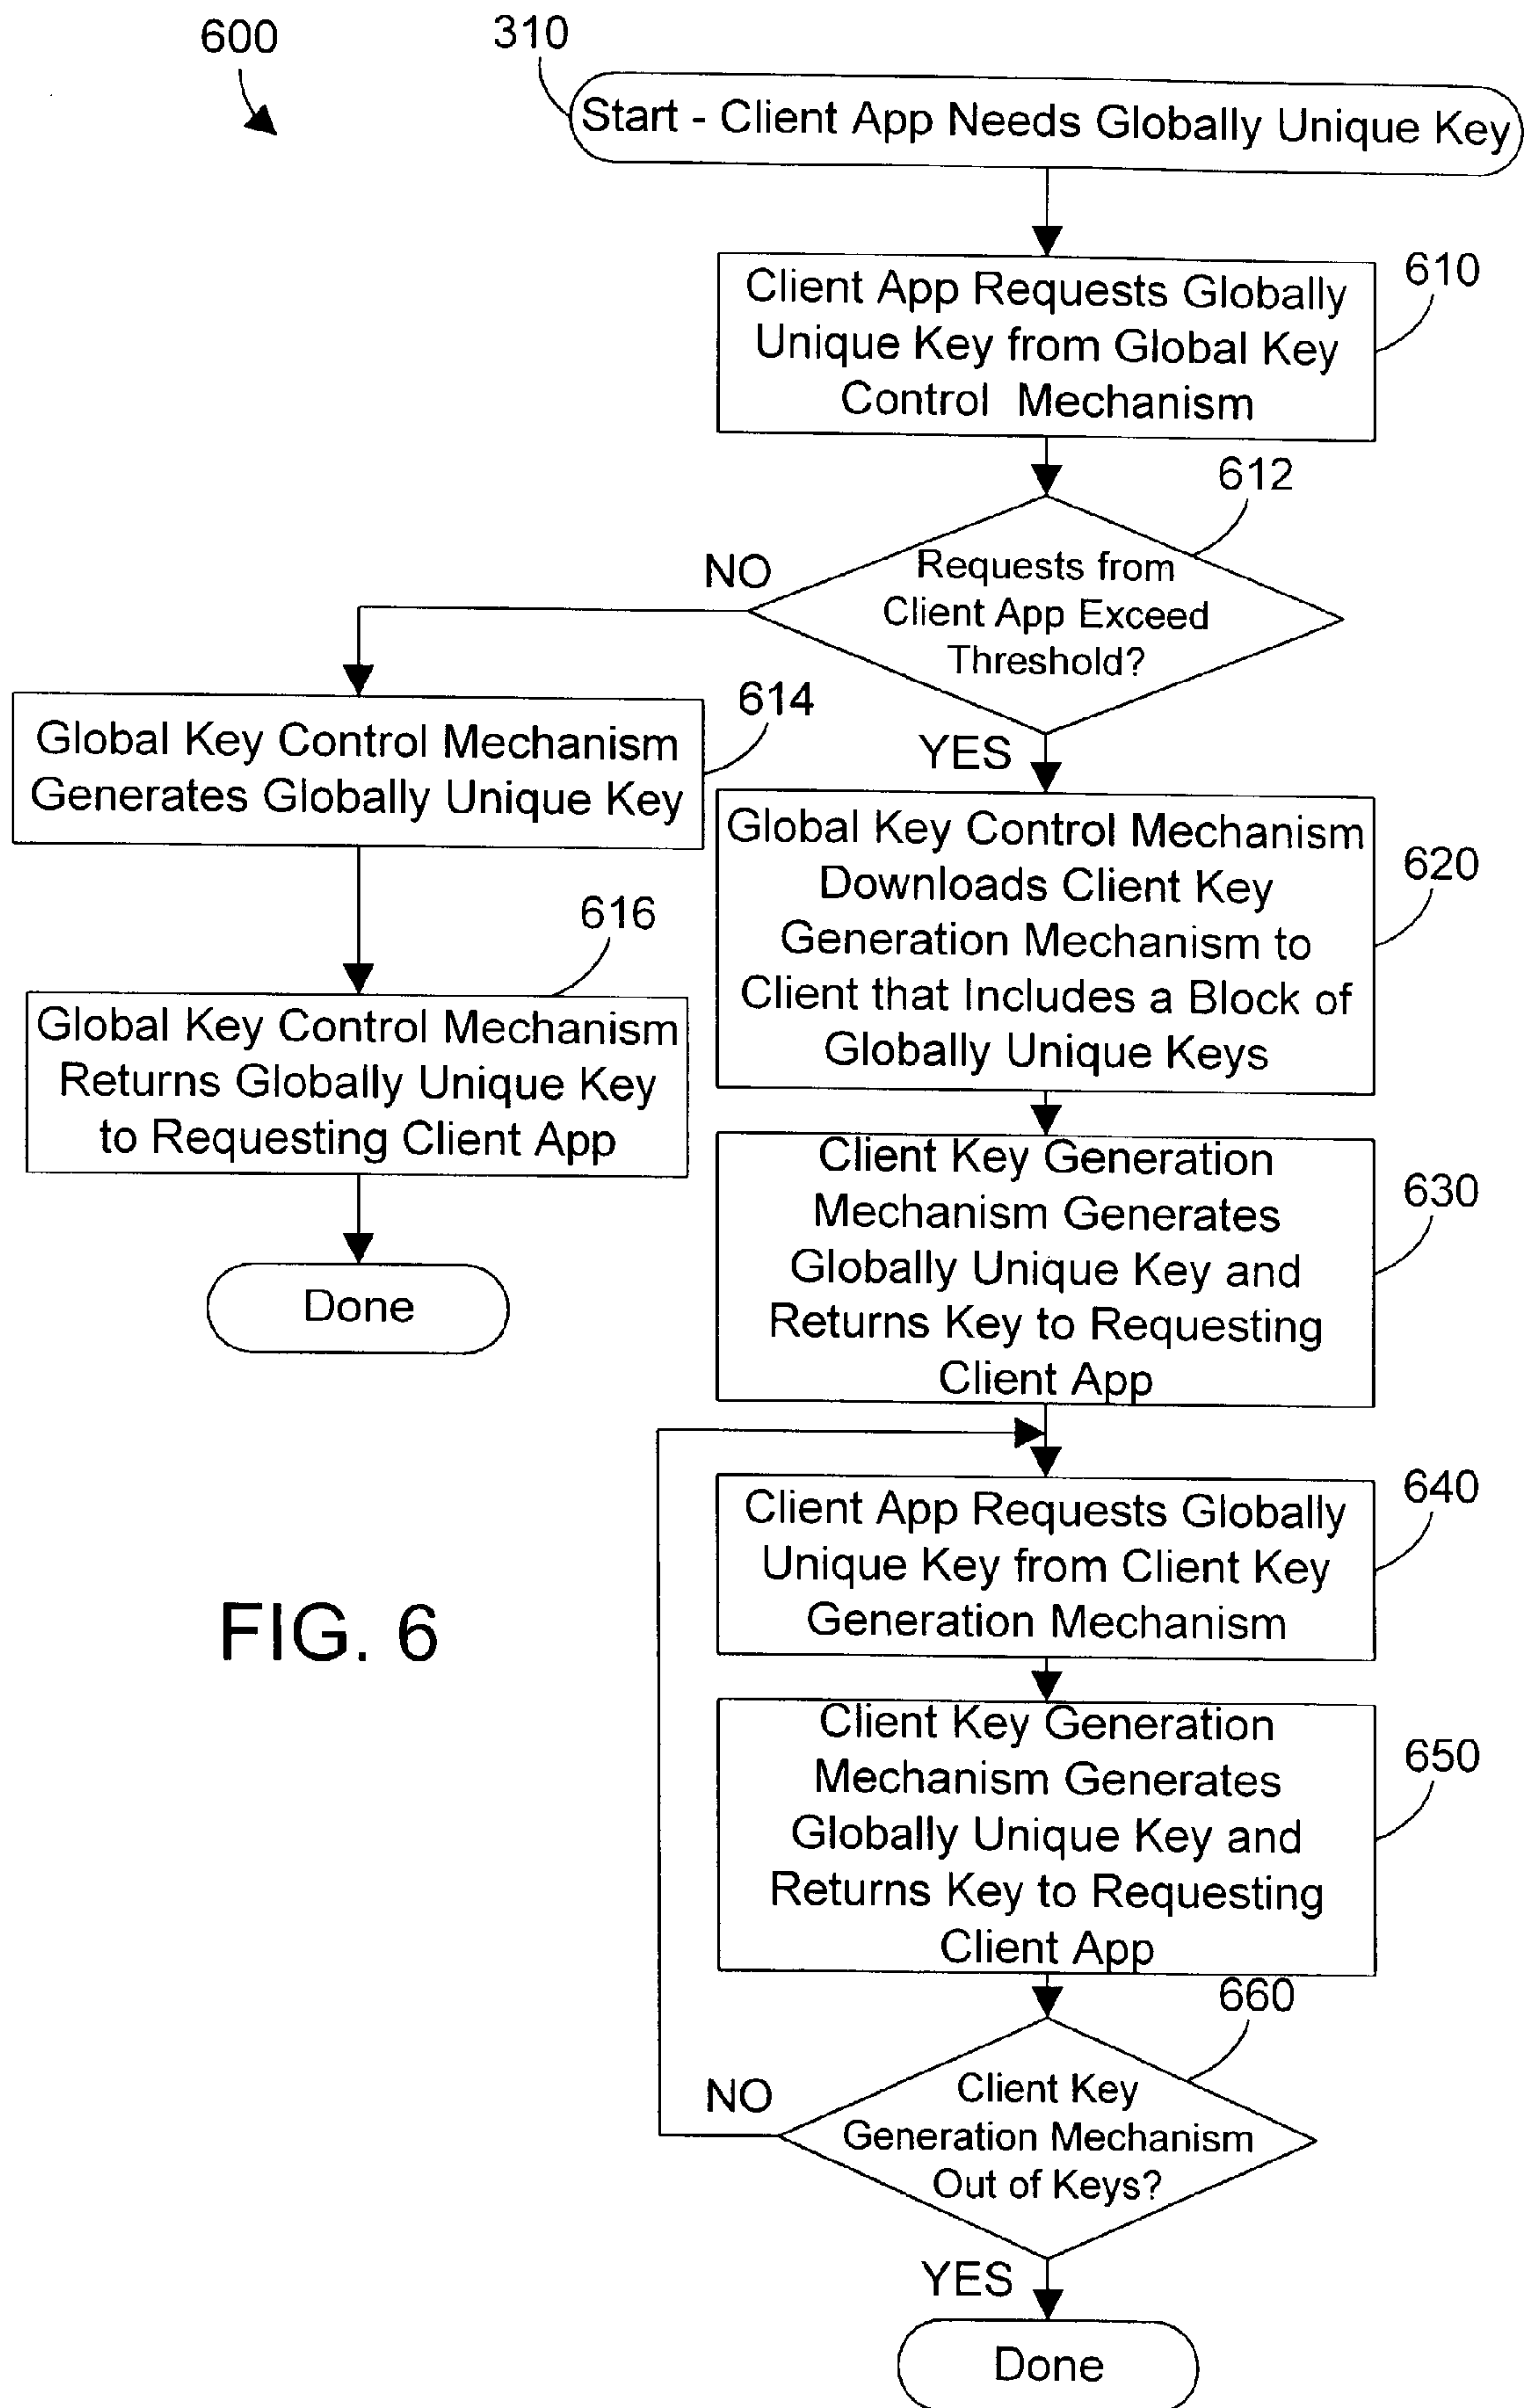 600
310
Start - Client App Needs Globally Unique Key
Client App Requests Globally
Unique Key from Global Key
Control Mechanism
610
612
Requests from
Client App Exceed
Threshold?
NO
YES
Global Key Control Mechanism
Generates Globally Unique Key
614
Global Key Control Mechanism
Returns Globally Unique Key
to Requesting Client App
616
Done
Global Key Control Mechanism
Downloads Client Key
Generation Mechanism to
Client that Includes a Block of
Globally Unique Keys
620
Client Key Generation
Mechanism Generates
Globally Unique Key and
Returns Key to Requesting
Client App
630
Client App Requests Globally
Unique Key from Client Key
Generation Mechanism
640
FIG. 6
Client Key Generation
Mechanism Generates
Globally Unique Key and
Returns Key to Requesting
Client App
650
660
Client Key
Generation Mechanism
Out of Keys?
NO
YES
Done